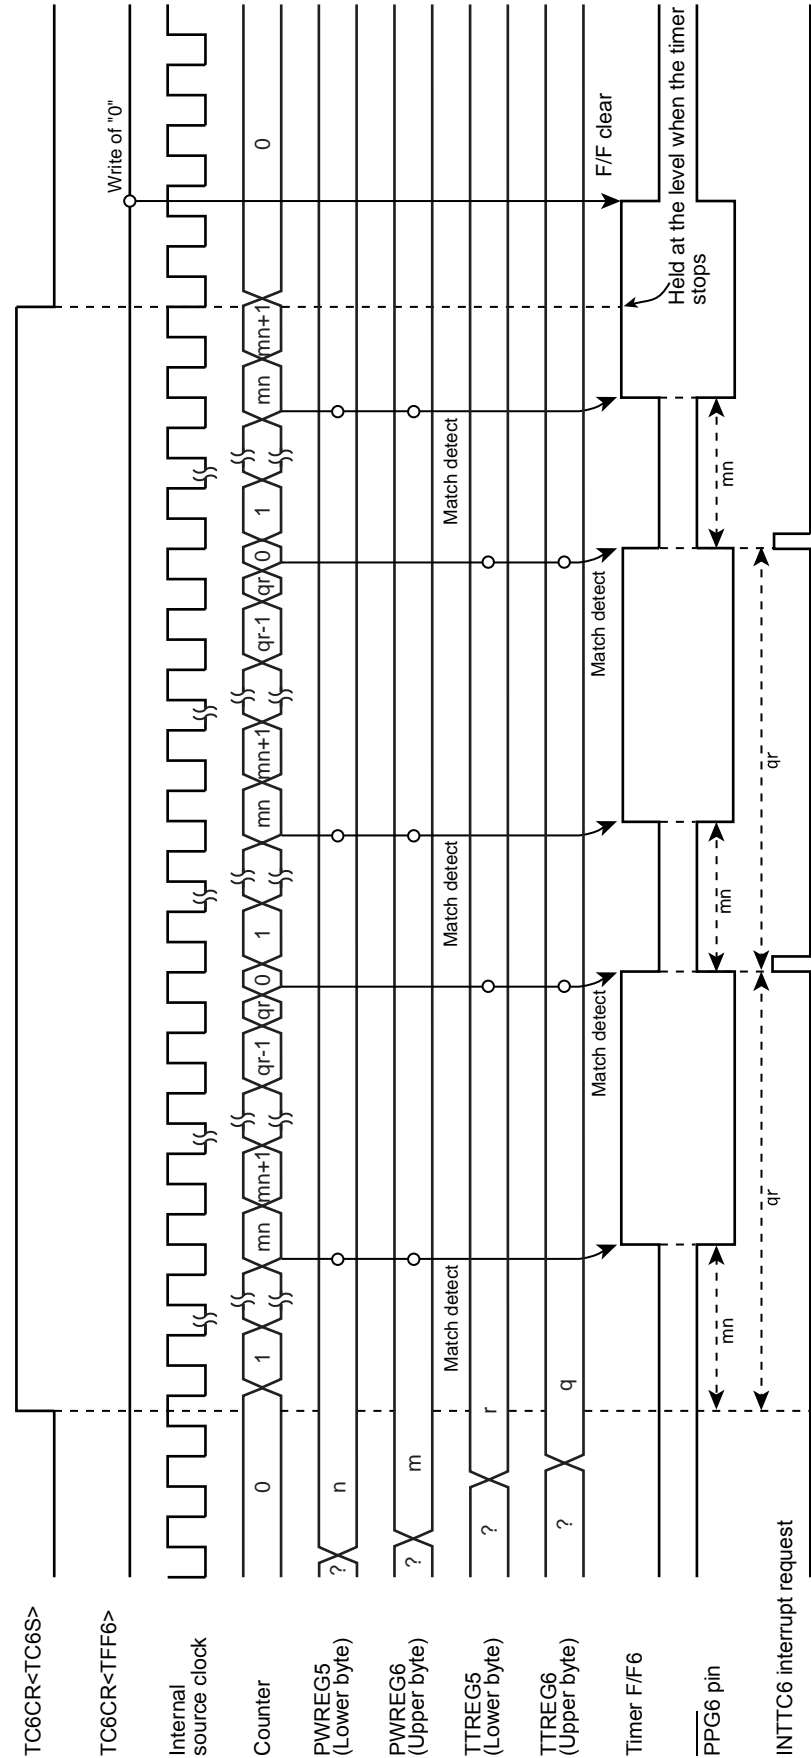 TC6CR<TC6S>
TC6CR<TFF6>
Write of "0"
Internal
source clock
Counter
0
1
mn
mn+1
qr-1
qr
0
1
mn
mn+1
qr-1
qr
0
1
mn
mn+1
0
PWREG5
(Lower byte)
?
n
PWREG6
(Upper byte)
?
m
Match detect
Match detect
Match detect
TTREG5
(Lower byte)
?
r
TTREG6
(Upper byte)
?
q
Match detect
Match detect
F/F clear
Timer F/F6
Held at the level when the timer
stops
PPG6 pin
mn
mn
mn
qr
qr
INTTC6 interrupt request